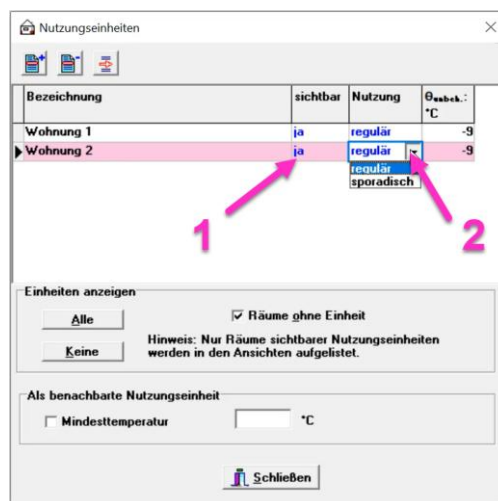 Nutzungseinheiten
Bezeichnung sichtbar Nutzung Θunbeh.: °C
Wohnung 1 ja regulär -9
Wohnung 2 ja regulär -9
regulär
sporadisch
1 2
Einheiten anzeigen
Alle
Räume ohne Einheit
Keine
Hinweis: Nur Räume sichtbarer Nutzungseinheiten
werden in den Ansichten aufgelistet.
Als benachbarte Nutzungseinheit
Mindesttemperatur °C
Schließen